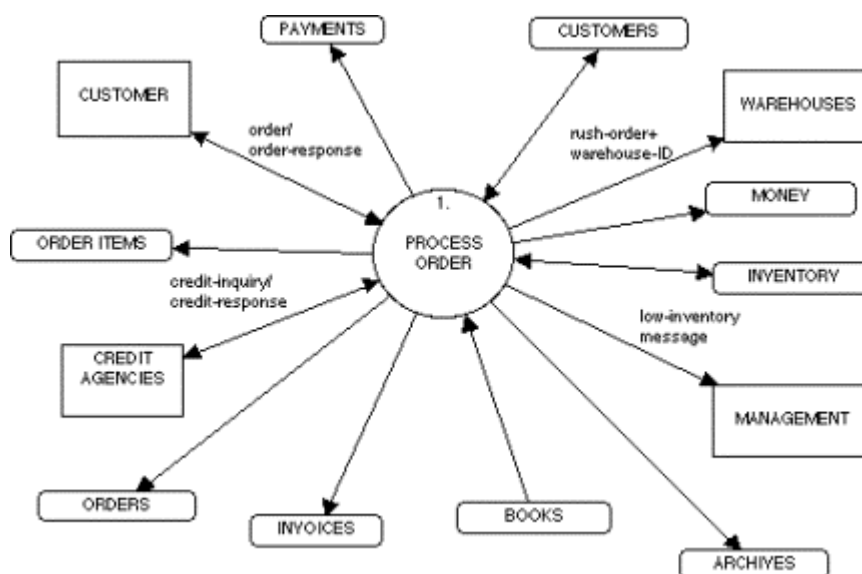 PAYMENTS
CUSTOMERS
CUSTOMER
WAREHOUSES
order/
order-response
rush-order+
warehouse-ID
1.
PROCESS
ORDER
MONEY
ORDER ITEMS
INVENTORY
credit-inquiry/
credit-response
low-inventory
message
CREDIT
AGENCIES
MANAGEMENT
ORDERS
INVOICES
BOOKS
ARCHIVES